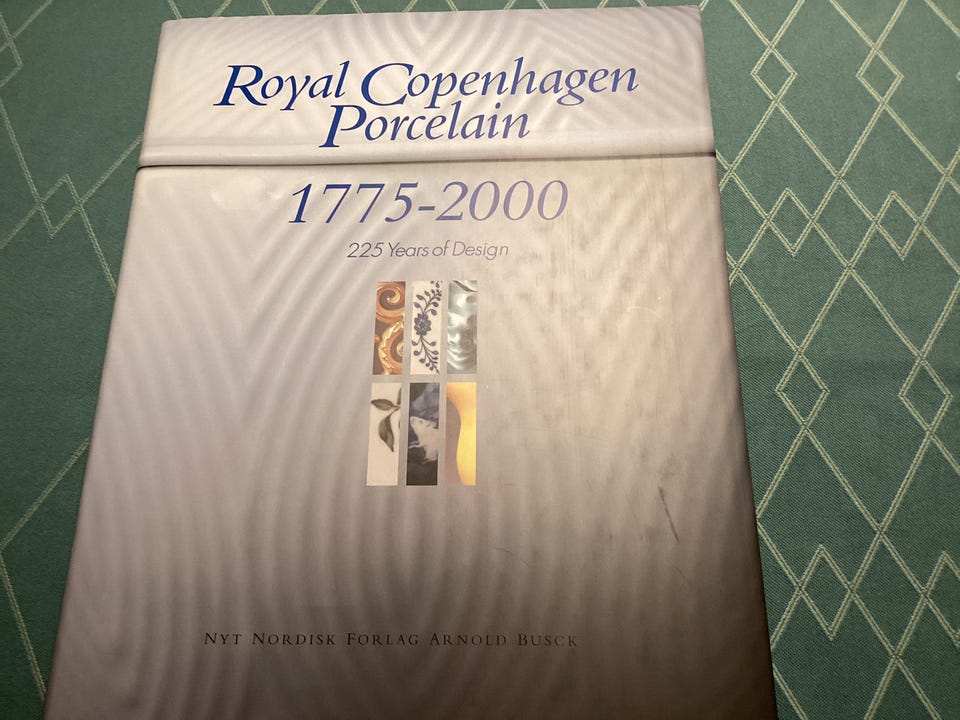 Royal Copenhagen
Porcelain
1775-2000
225 Years of Design
NYT NORDISK FORLAG ARNOLD BUSCK